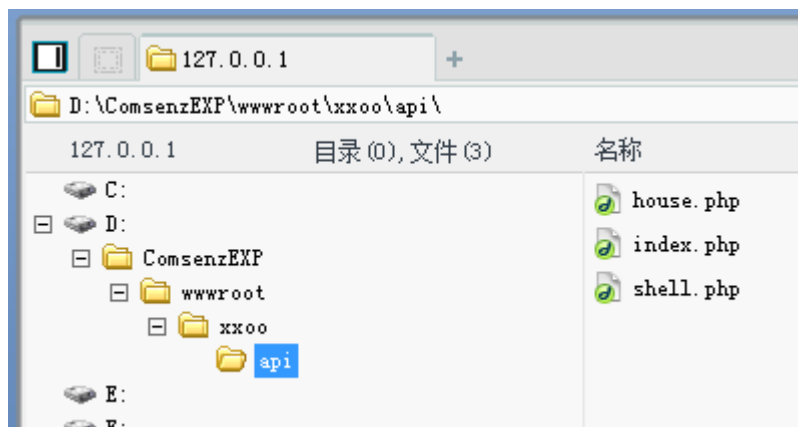 127.0.0.1
D:\ComsenzEXP\wwwroot\xxoo\api\
127.0.0.1 目录(0),文件(3) 名称
C:
D:
ComsenzEXP
wwwroot
xxoo
api
E:
house.php
index.php
shell.php